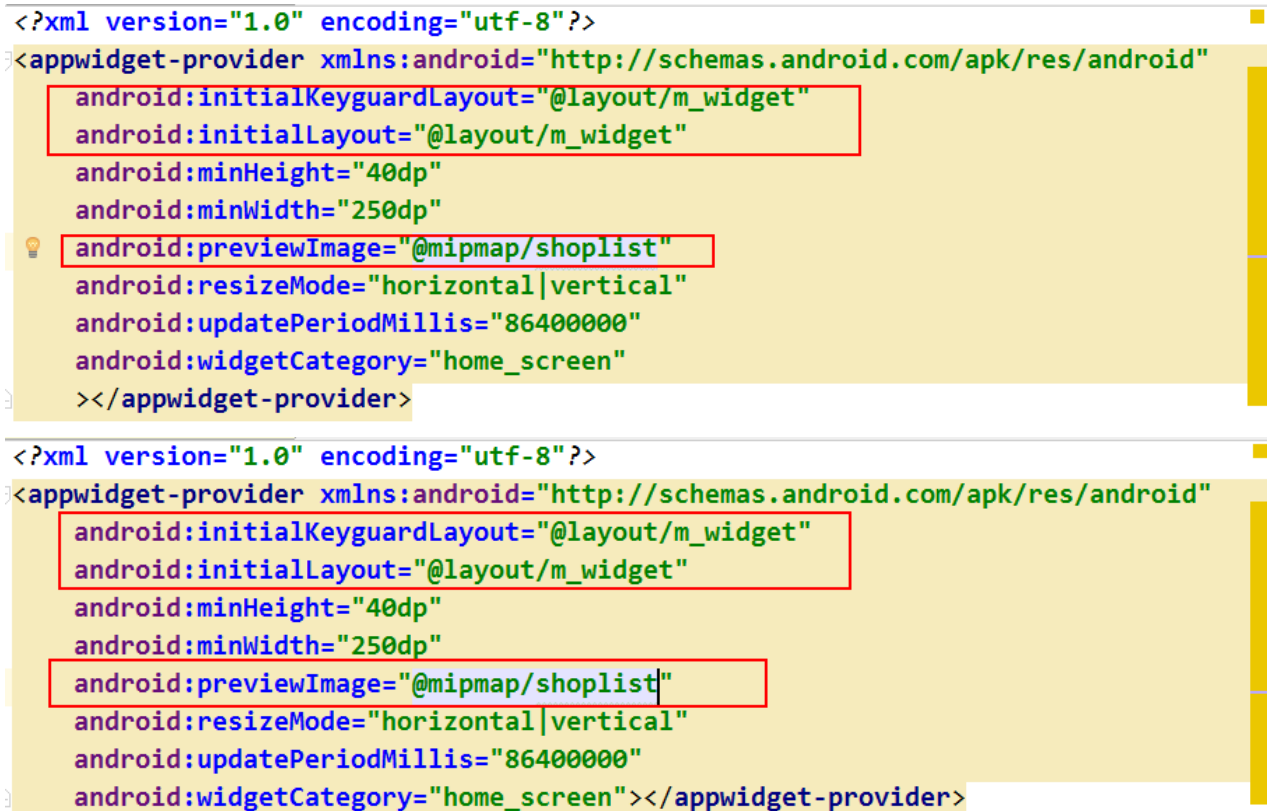 <?xml version="1.0" encoding="utf-8"?>
<appwidget-provider xmlns:android="http://schemas.android.com/apk/res/android"
android:initialKeyguardLayout="@layout/m_widget"
android:initialLayout="@layout/m_widget"
android:minHeight="40dp"
android:minWidth="250dp"
android:previewImage="@mipmap/shoplist"
android:resizeMode="horizontal|vertical"
android:updatePeriodMillis="86400000"
android:widgetCategory="home_screen"
></appwidget-provider>
<?xml version="1.0" encoding="utf-8"?>
<appwidget-provider xmlns:android="http://schemas.android.com/apk/res/android"
android:initialKeyguardLayout="@layout/m_widget"
android:initialLayout="@layout/m_widget"
android:minHeight="40dp"
android:minWidth="250dp"
android:previewImage="@mipmap/shoplist"
android:resizeMode="horizontal|vertical"
android:updatePeriodMillis="86400000"
android:widgetCategory="home_screen"></appwidget-provider>